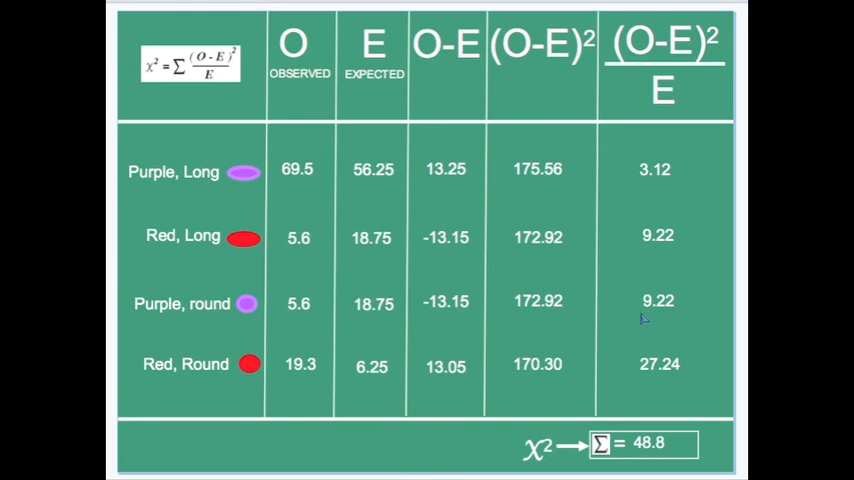 χ² = ∑ (O - E)² / E
O E O-E (O-E)² (O-E)² / E
OBSERVED EXPECTED
Purple, Long 69.5 56.25 13.25 175.56 3.12
Red, Long 5.6 18.75 -13.15 172.92 9.22
Purple, round 5.6 18.75 -13.15 172.92 9.22
Red, Round 19.3 6.25 13.05 170.30 27.24
χ² → ∑ = 48.8